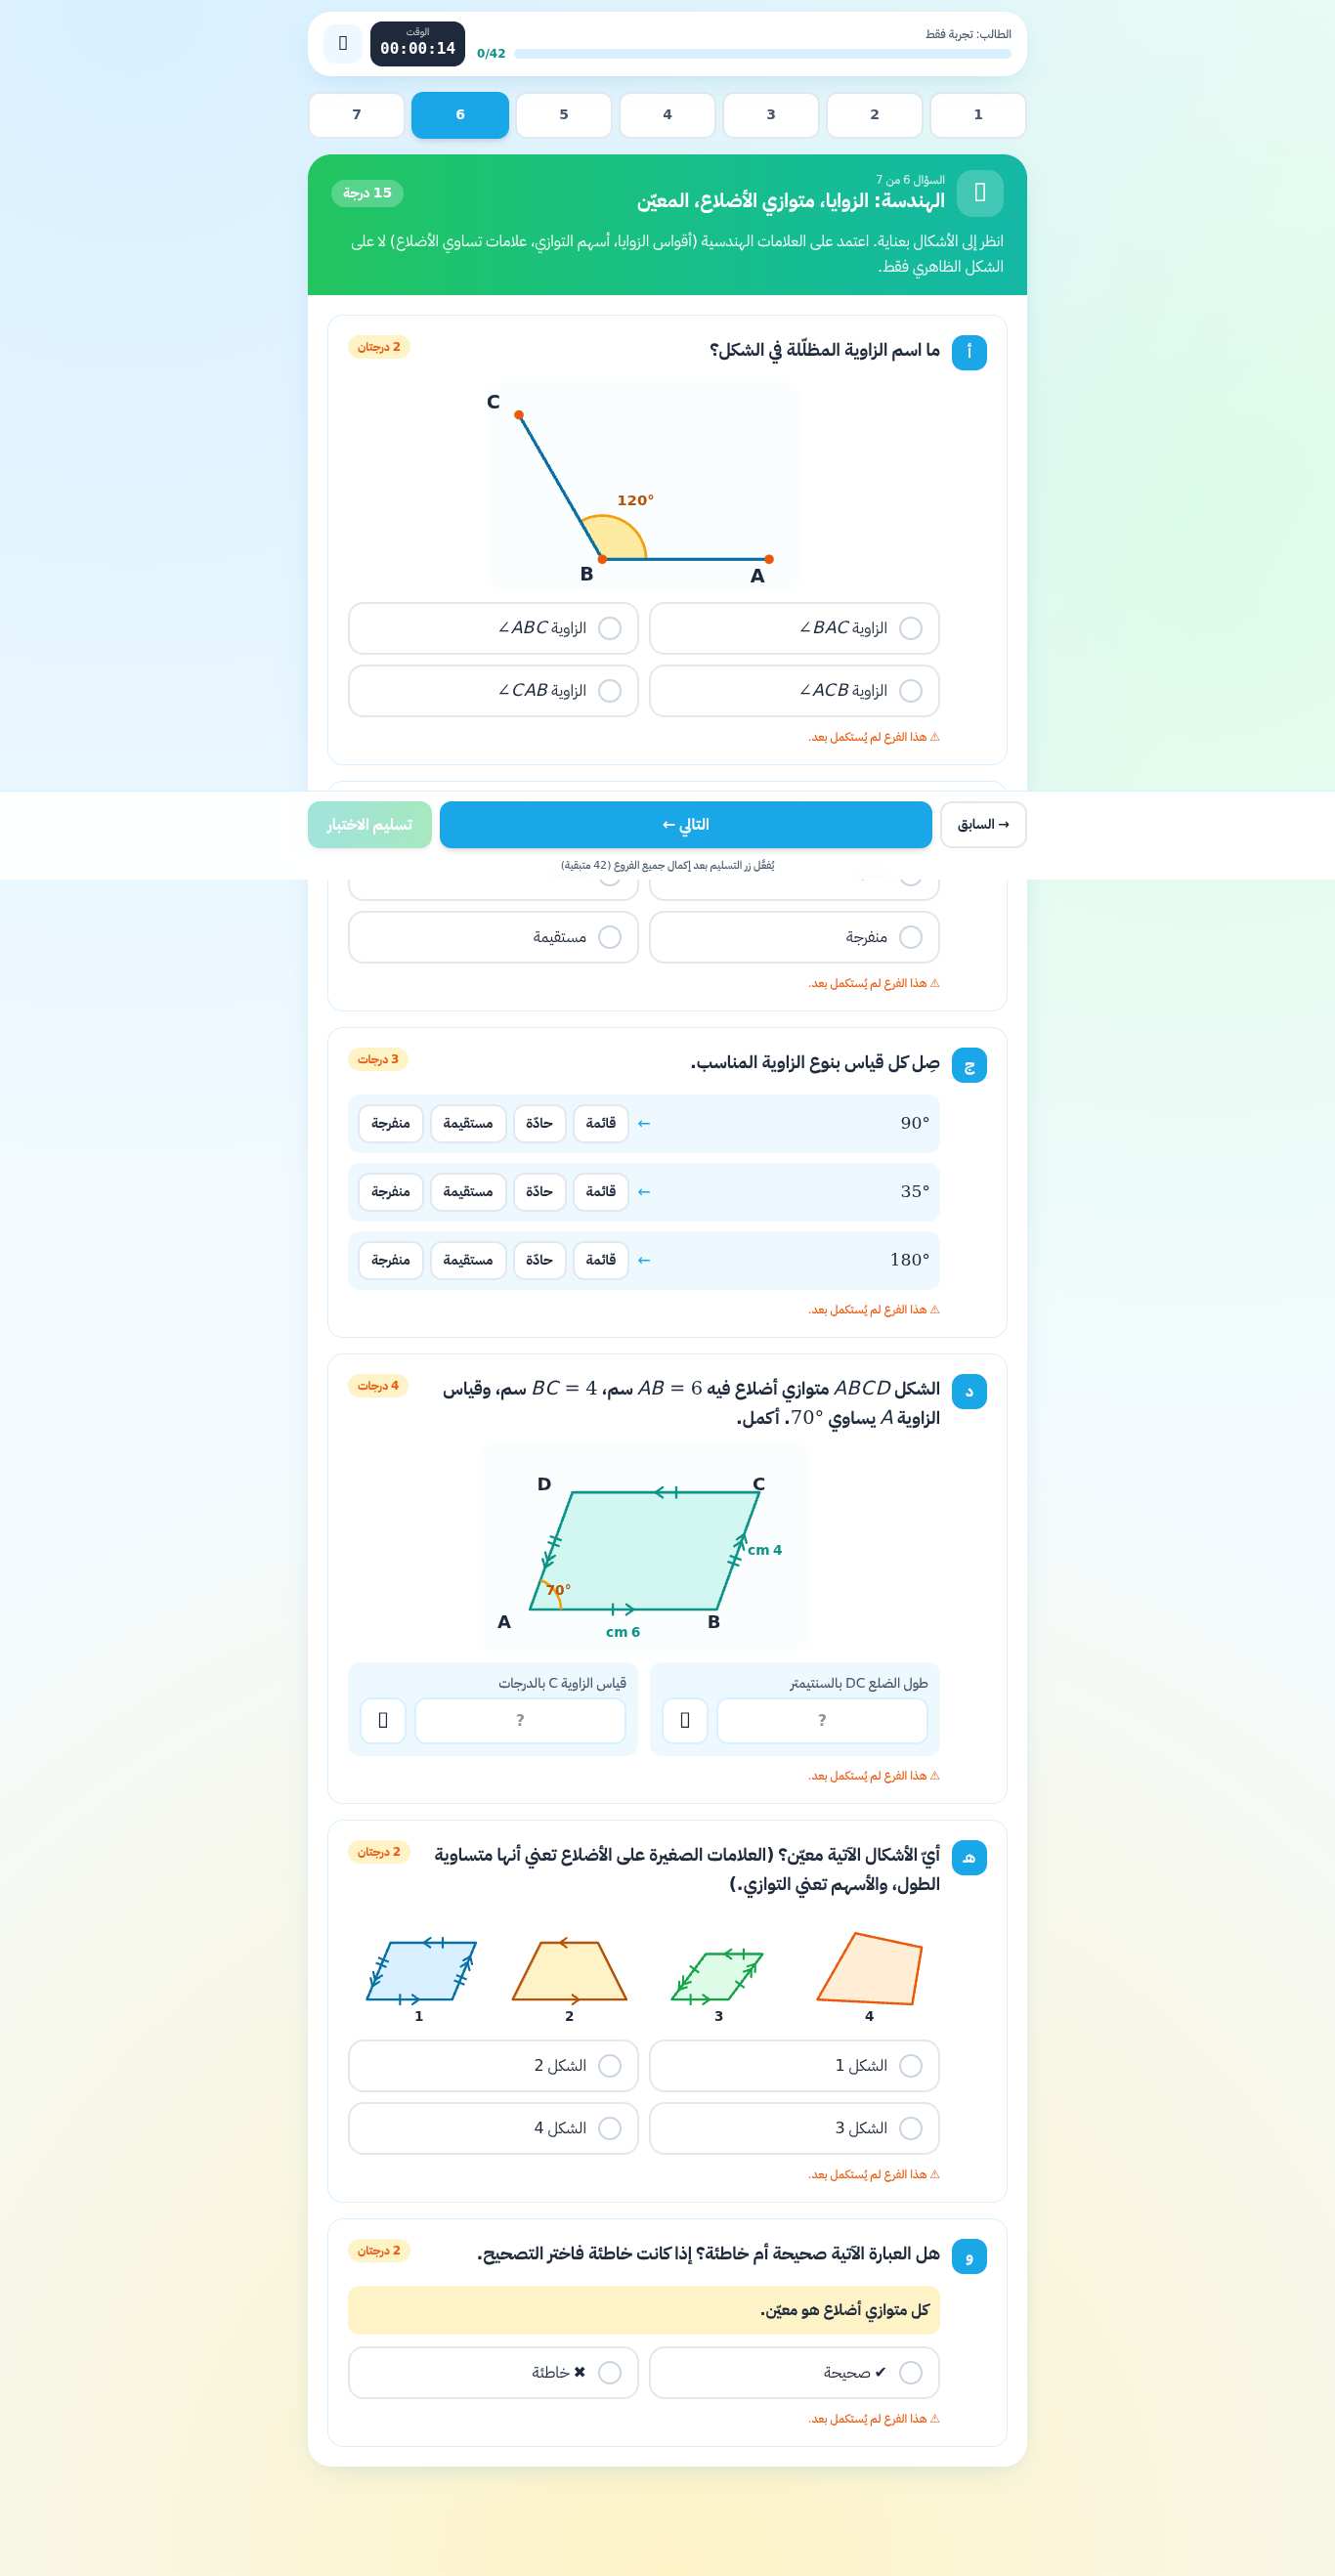 الطالب: تجربة فقط
0/42
الوقت
00:00:14
1 2 3 4 5 6 7
السؤال 6 من 7
الهندسة: الزوايا، متوازي الأضلاع، المعيّن
15 درجة
انظر إلى الأشكال بعناية. اعتمد على العلامات الهندسية (أقواس الزوايا، أسهم التوازي، علامات تساوي الأضلاع) لا على
الشكل الظاهري فقط.
أ
ما اسم الزاوية المظلّلة في الشكل؟
2 درجتان
C
120°
B
A
الزاوية ∠BAC
الزاوية ∠ABC
الزاوية ∠ACB
الزاوية ∠CAB
⚠ هذا الفرع لم يُستكمل بعد.
→ السابق
التالي ←
تسليم الاختبار
يُفعَّل زر التسليم بعد إكمال جميع الفروع (42 متبقية)
منفرجة
مستقيمة
⚠ هذا الفرع لم يُستكمل بعد.
ج
صِل كل قياس بنوع الزاوية المناسب.
3 درجات
90° ← قائمة حادّة مستقيمة منفرجة
35° ← قائمة حادّة مستقيمة منفرجة
180° ← قائمة حادّة مستقيمة منفرجة
⚠ هذا الفرع لم يُستكمل بعد.
د
الشكل ABCD متوازي أضلاع فيه AB = 6 سم، BC = 4 سم، وقياس
الزاوية A يساوي 70°. أكمل.
4 درجات
D
C
cm 4
70°
A
B
cm 6
طول الضلع DC بالسنتيمتر
?
قياس الزاوية C بالدرجات
?
⚠ هذا الفرع لم يُستكمل بعد.
هـ
أيّ الأشكال الآتية معيّن؟ (العلامات الصغيرة على الأضلاع تعني أنها متساوية
الطول، والأسهم تعني التوازي.)
2 درجتان
1 2 3 4
الشكل 1
الشكل 2
الشكل 3
الشكل 4
⚠ هذا الفرع لم يُستكمل بعد.
و
هل العبارة الآتية صحيحة أم خاطئة؟ إذا كانت خاطئة فاختر التصحيح.
2 درجتان
كل متوازي أضلاع هو معيّن.
✔ صحيحة
✖ خاطئة
⚠ هذا الفرع لم يُستكمل بعد.